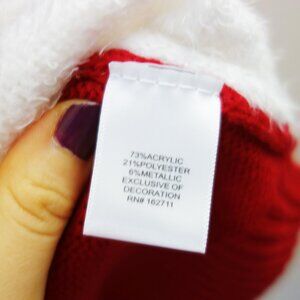 73%ACRYLIC
21%POLYESTER
6%METALLIC
EXCLUSIVE OF
DECORATION
RN# 162711